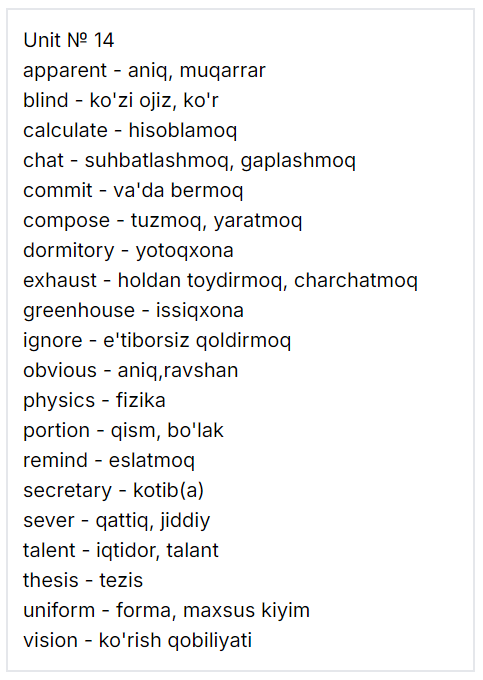 Unit № 14
apparent - aniq, muqarrar
blind - ko'zi ojiz, ko'r
calculate - hisoblamoq
chat - suhbatlashmoq, gaplashmoq
commit - va'da bermoq
compose - tuzmoq, yaratmoq
dormitory - yotoqxona
exhaust - holdan toydirmoq, charchatmoq
greenhouse - issiqxona
ignore - e'tiborsiz qoldirmoq
obvious - aniq,ravshan
physics - fizika
portion - qism, bo'lak
remind - eslatmoq
secretary - kotib(a)
sever - qattiq, jiddiy
talent - iqtidor, talant
thesis - tezis
uniform - forma, maxsus kiyim
vision - ko'rish qobiliyati